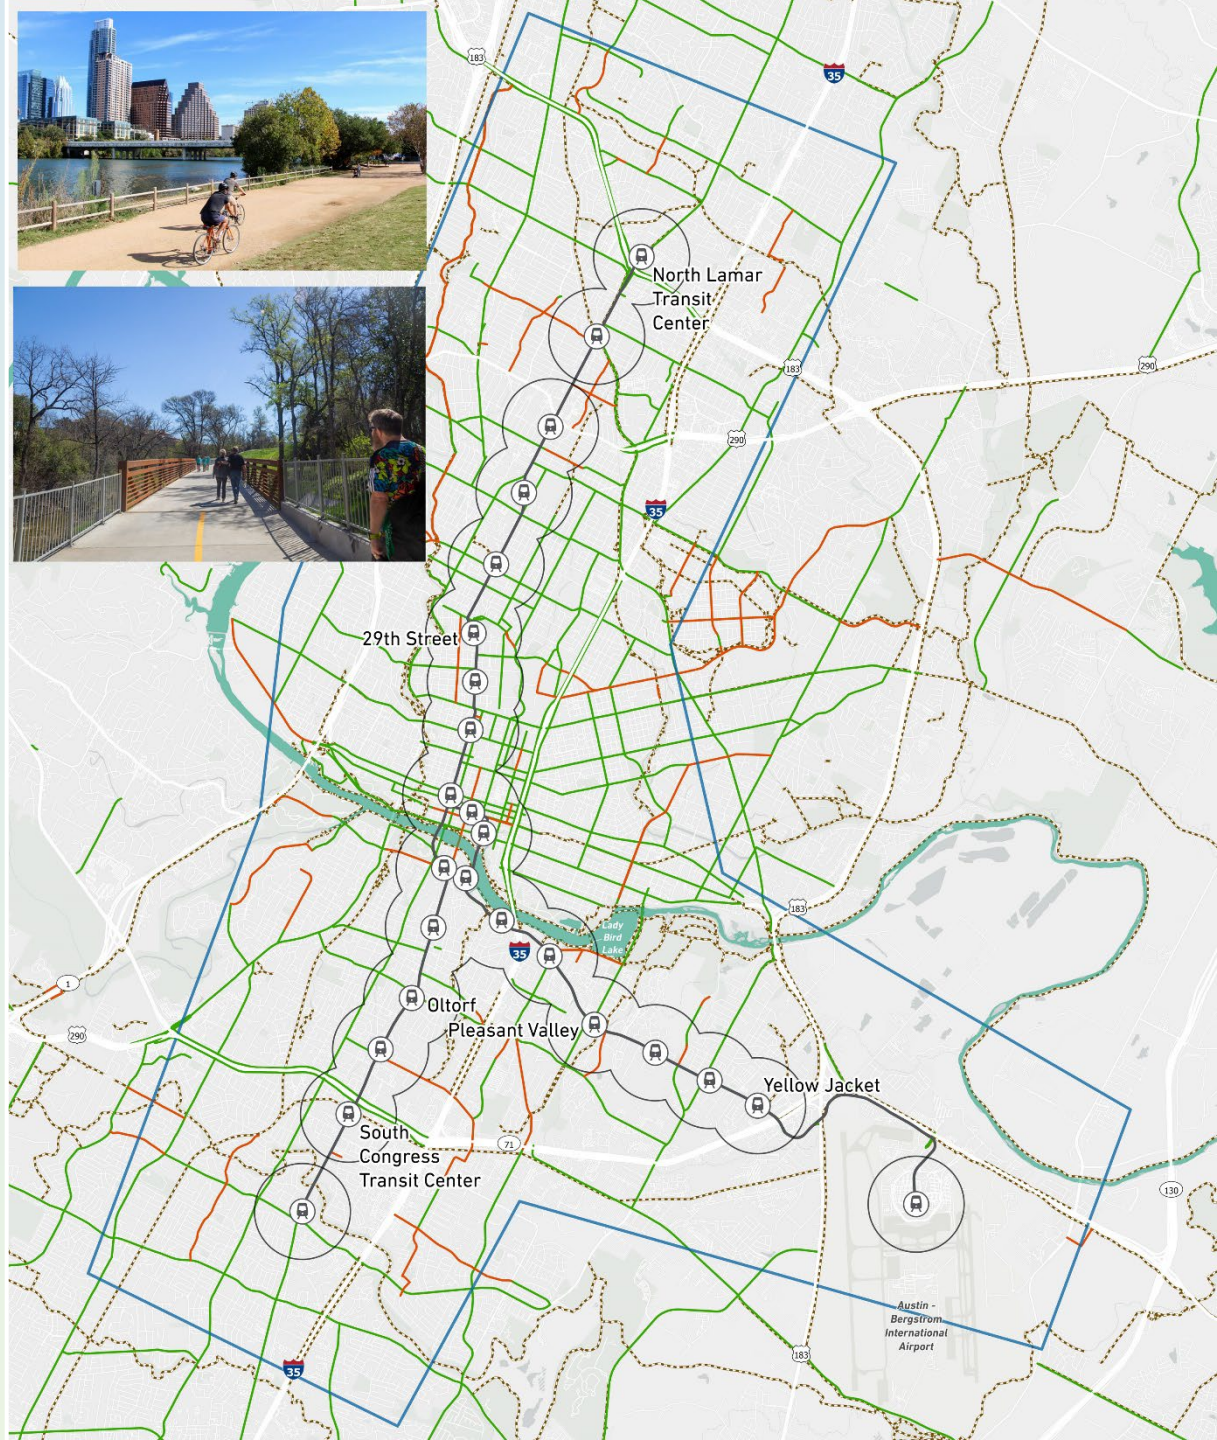 183
35
North Lamar
Transit
Center
183
290
290
35
29th Street
183
Lady
Bird
Lake
35
1
290
Oltorf
Pleasant Valley
Yellow Jacket
South
Congress
Transit Center
71
130
Austin -
Bergstrom
International
Airport
183
35